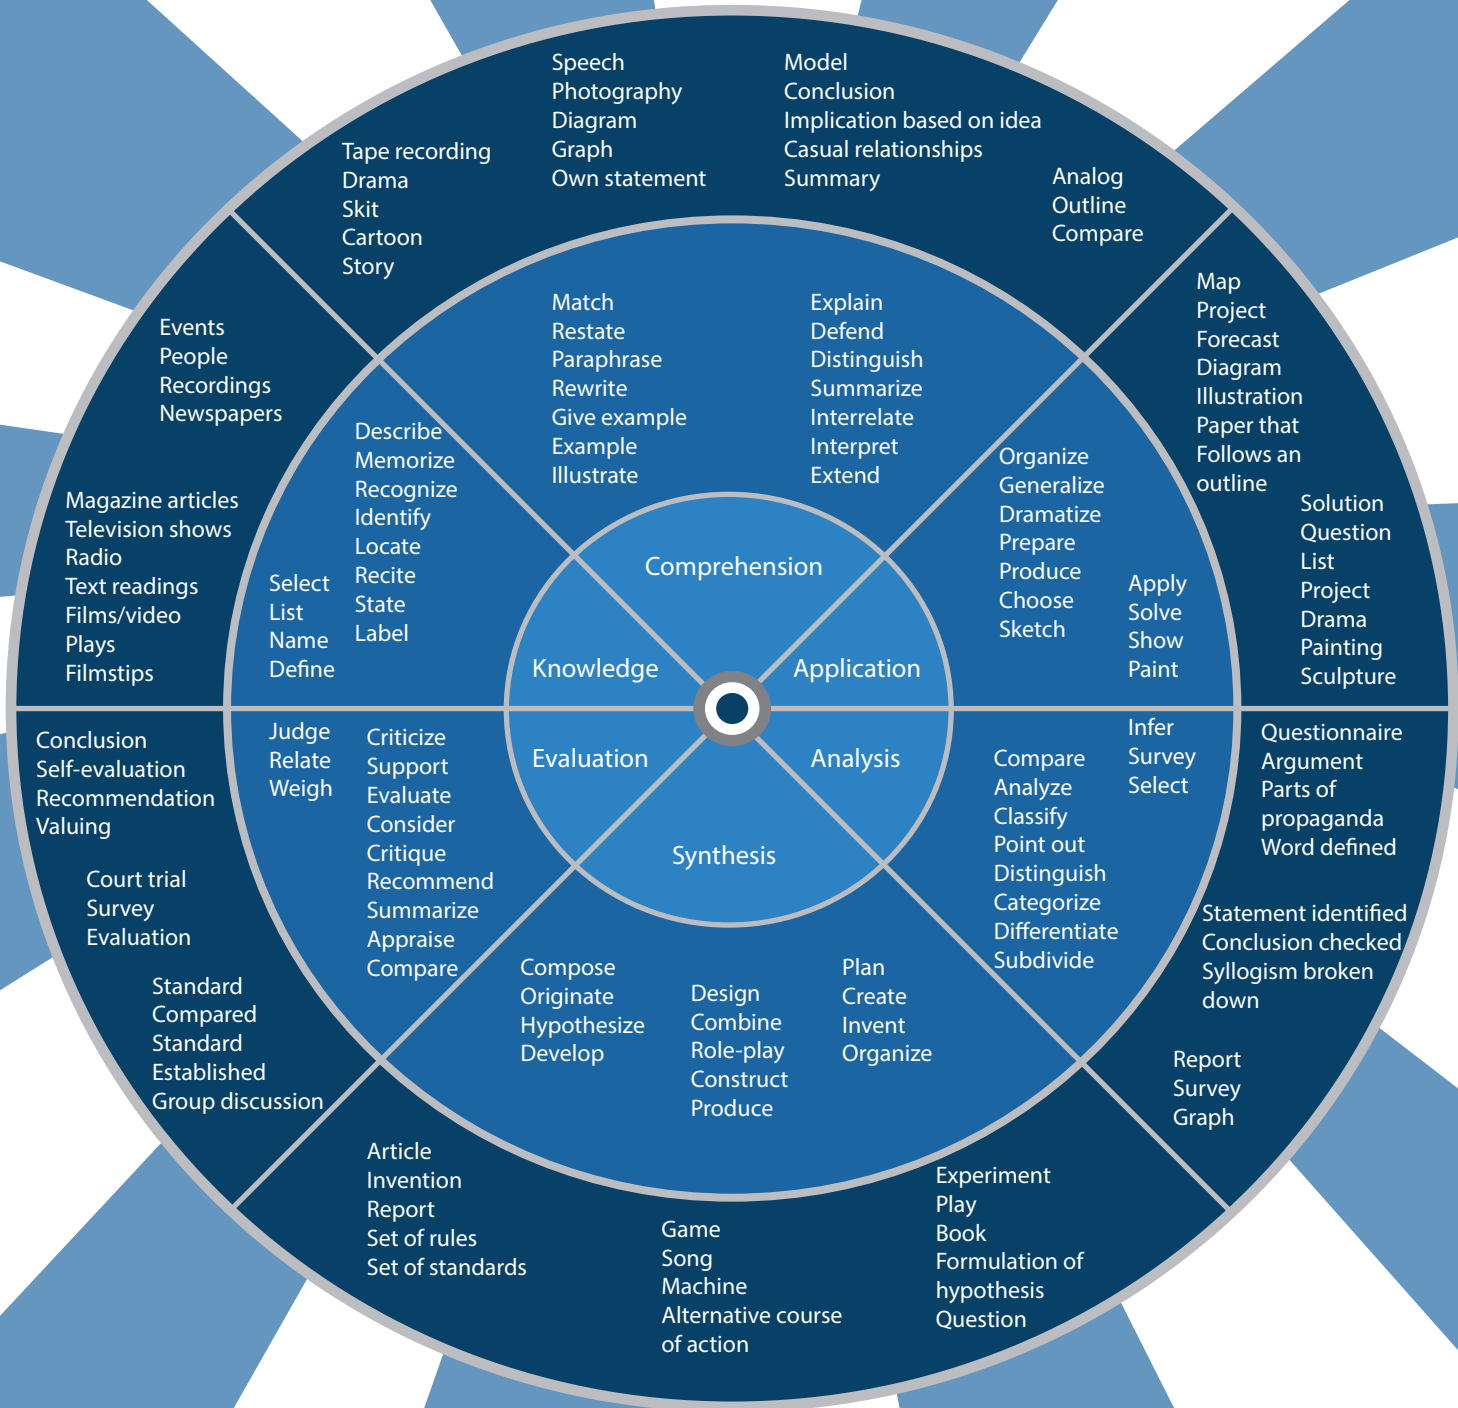 Speech
Photography
Diagram
Graph
Own statement
Model
Conclusion
Implication based on idea
Casual relationships
Summary
Tape recording
Drama
Skit
Cartoon
Story
Analog
Outline
Compare
Events
People
Recordings
Newspapers
Magazine articles
Television shows
Radio
Text readings
Films/video
Plays
Filmstips
Map
Project
Forecast
Diagram
Illustration
Paper that
Follows an
outline
Solution
Question
List
Project
Drama
Painting
Sculpture
Match
Restate
Paraphrase
Rewrite
Give example
Example
Illustrate
Explain
Defend
Distinguish
Summarize
Interrelate
Interpret
Extend
Describe
Memorize
Recognize
Identify
Locate
Recite
State
Label
Select
List
Name
Define
Organize
Generalize
Dramatize
Prepare
Produce
Choose
Sketch
Apply
Solve
Show
Paint
Comprehension
Knowledge
Application
Evaluation
Analysis
Synthesis
Judge
Relate
Weigh
Criticize
Support
Evaluate
Consider
Critique
Recommend
Summarize
Appraise
Compare
Infer
Survey
Select
Compare
Analyze
Classify
Point out
Distinguish
Categorize
Differentiate
Subdivide
Compose
Originate
Hypothesize
Develop
Design
Combine
Role-play
Construct
Produce
Plan
Create
Invent
Organize
Conclusion
Self-evaluation
Recommendation
Valuing
Court trial
Survey
Evaluation
Standard
Compared
Standard
Established
Group discussion
Questionnaire
Argument
Parts of
propaganda
Word defined
Statement identified
Conclusion checked
Syllogism broken
down
Report
Survey
Graph
Article
Invention
Report
Set of rules
Set of standards
Game
Song
Machine
Alternative course
of action
Experiment
Play
Book
Formulation of
hypothesis
Question